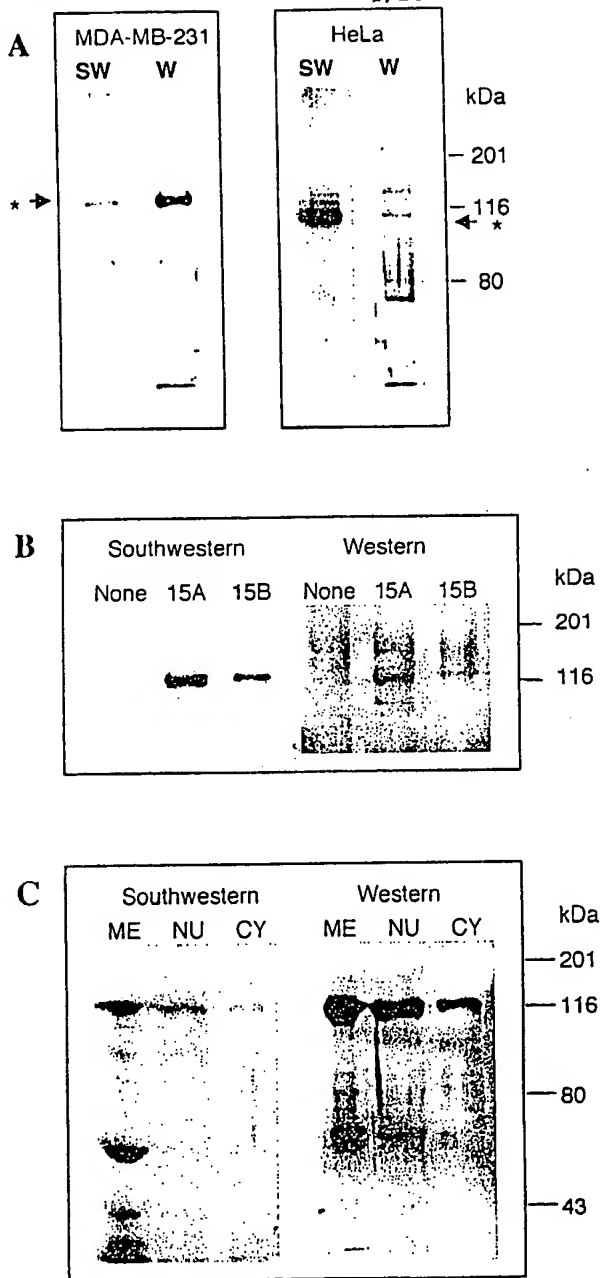 A
MDA-MB-231
SW W
HeLa
SW W
kDa
201
116
*
*
80
B
Southwestern Western
None 15A 15B None 15A 15B
kDa
201
116
C
Southwestern Western
ME NU CY ME NU CY
kDa
201
116
80
43